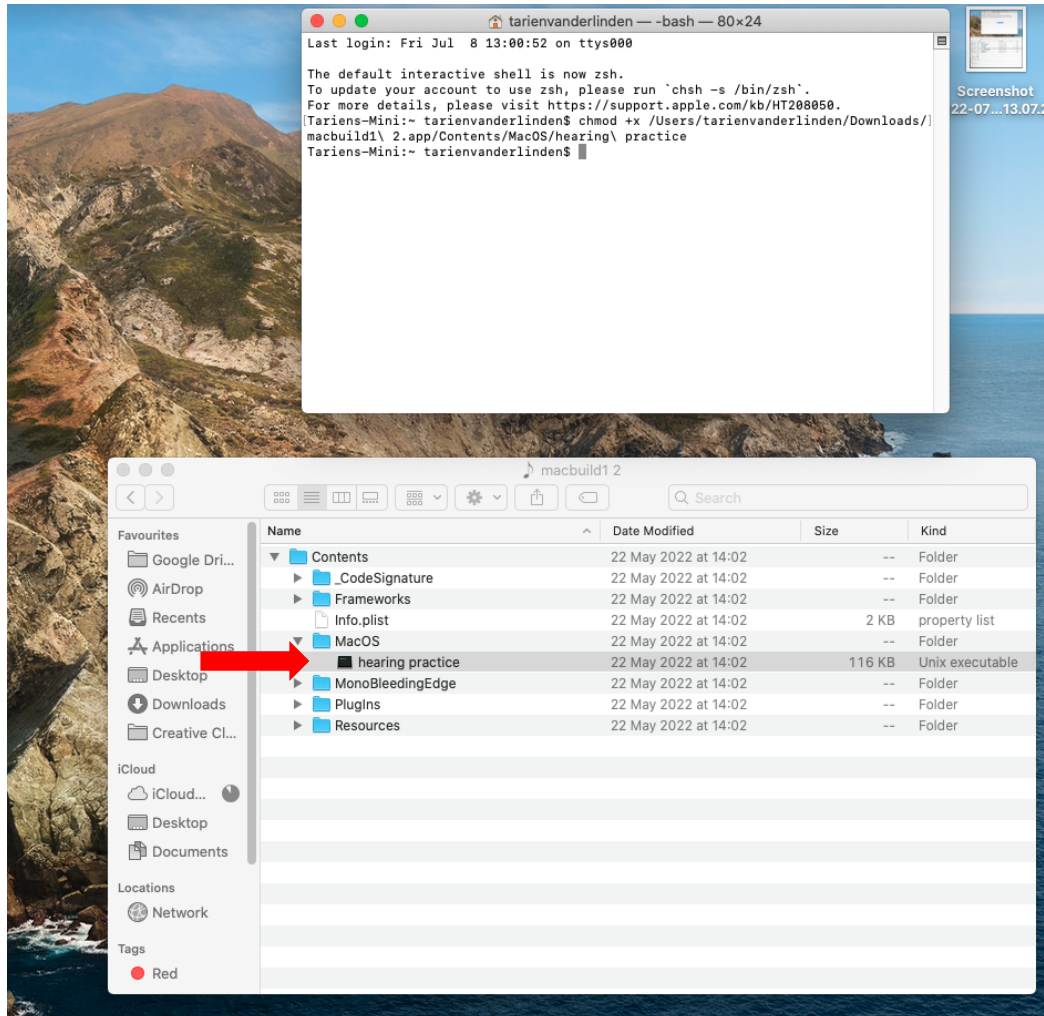 tarienvanderlinden — -bash — 80×24
Last login: Fri Jul  8 13:00:52 on ttys000
The default interactive shell is now zsh.
To update your account to use zsh, please run `chsh -s /bin/zsh`.
For more details, please visit https://support.apple.com/kb/HT208050.
[Tariens-Mini:~ tarienvanderlinden$ chmod +x /Users/tarienvanderlinden/Downloads/]
macbuild1\ 2.app/Contents/MacOS/hearing\ practice
Tariens-Mini:~ tarienvanderlinden$
Screenshot
22-07...13.07.2
macbuild1 2
Search
Favourites
Google Dri...
AirDrop
Recents
Applications
Desktop
Downloads
Creative Cl...
iCloud
iCloud...
Desktop
Documents
Locations
Network
Tags
Red
Name Date Modified Size Kind
Contents 22 May 2022 at 14:02 -- Folder
_CodeSignature 22 May 2022 at 14:02 -- Folder
Frameworks 22 May 2022 at 14:02 -- Folder
Info.plist 22 May 2022 at 14:02 2 KB property list
MacOS 22 May 2022 at 14:02 -- Folder
hearing practice 22 May 2022 at 14:02 116 KB Unix executable
MonoBleedingEdge 22 May 2022 at 14:02 -- Folder
PlugIns 22 May 2022 at 14:02 -- Folder
Resources 22 May 2022 at 14:02 -- Folder